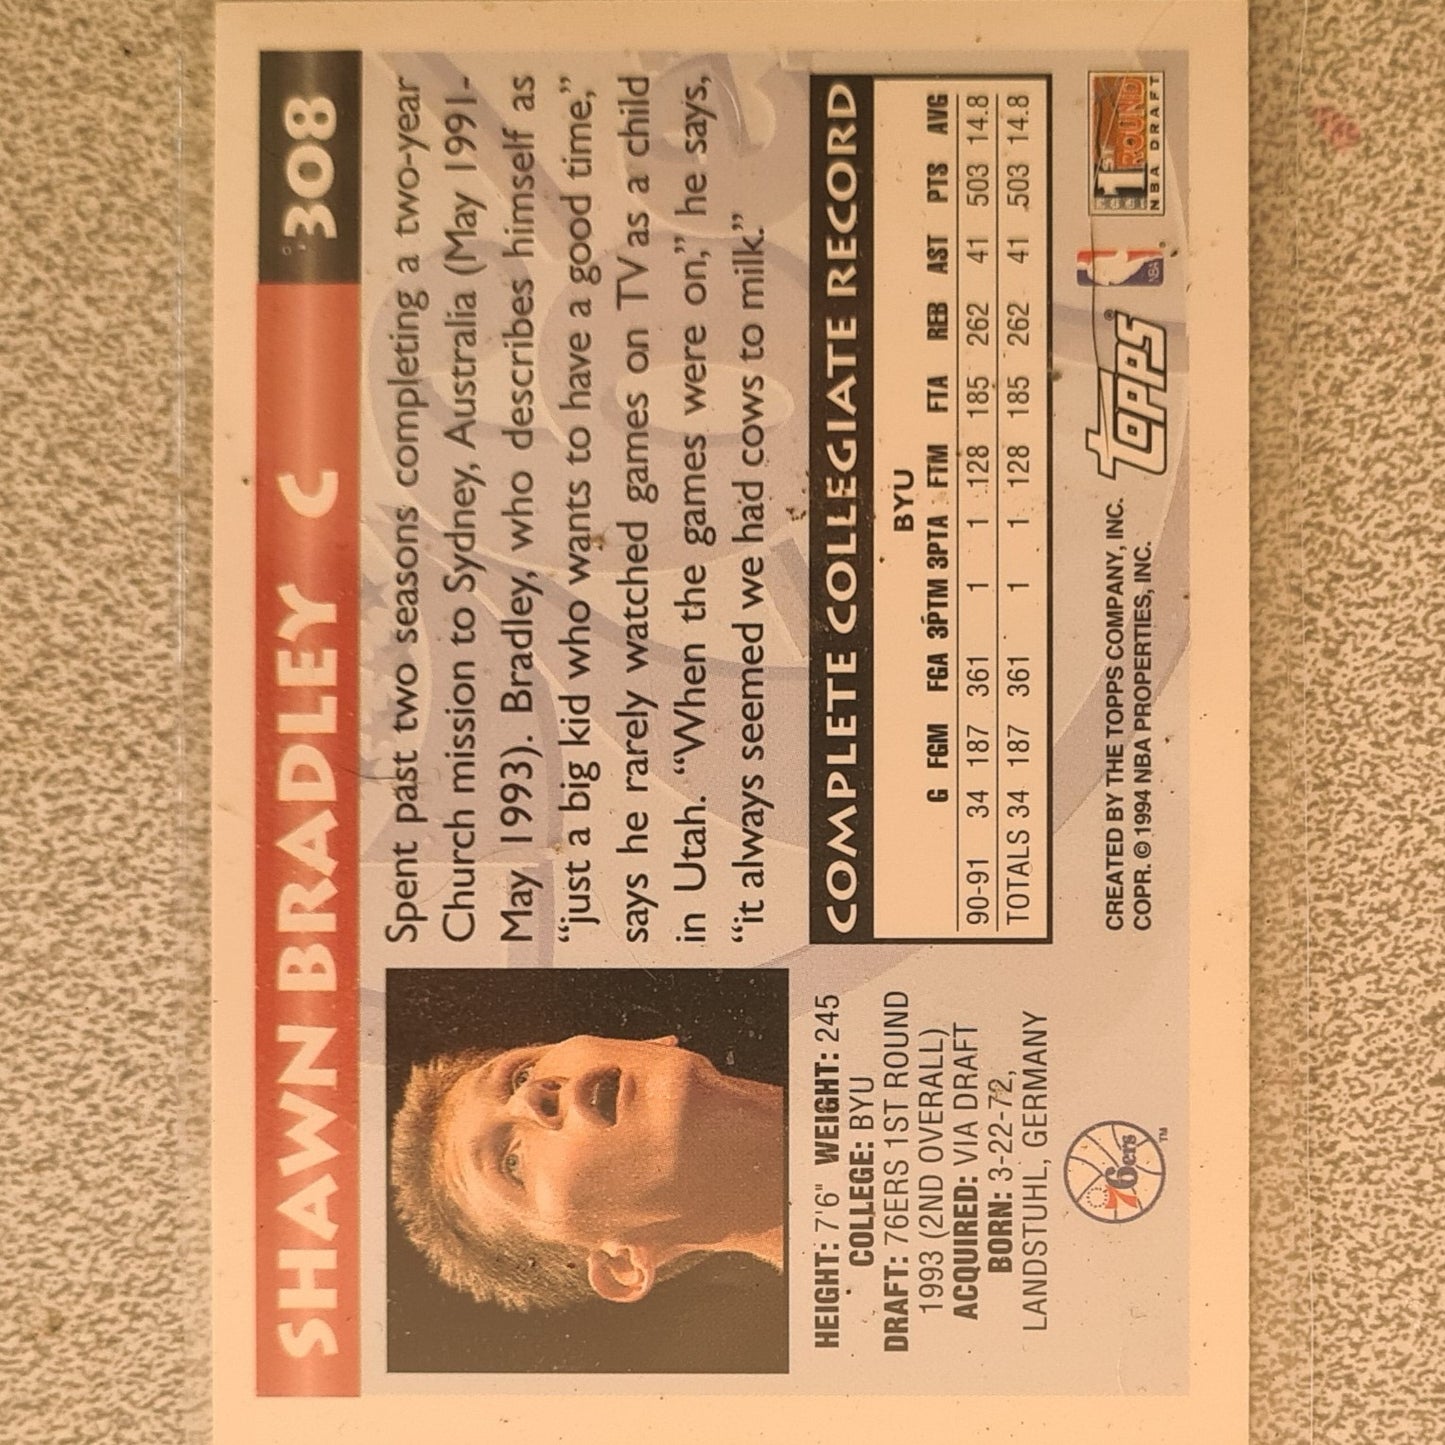 SHAWN BRADLEY C 308
Spent past two seasons completing a two-year
Church mission to Sydney, Australia (May 1991-
May 1993). Bradley, who describes himself as
“just a big kid who wants to have a good time,”
says he rarely watched games on TV as a child
in Utah. “When the games were on,” he says,
“it always seemed we had cows to milk.”
HEIGHT: 7'6" WEIGHT: 245
COLLEGE: BYU
DRAFT: 76ERS 1ST ROUND
1993 (2ND OVERALL)
ACQUIRED: VIA DRAFT
BORN: 3-22-72,
LANDSTUHL, GERMANY
76ers
TM
COMPLETE COLLEGIATE RECORD
BYU
G FGM FGA 3PTM 3PTA FTM FTA REB AST PTS AVG
90-91 34 187 361 1 1 128 185 262 41 503 14.8
TOTALS 34 187 361 1 1 128 185 262 41 503 14.8
CREATED BY THE TOPPS COMPANY, INC.
COPR. © 1994 NBA PROPERTIES, INC.
TOPPS ®
NBA ®
1ST
ROUND
NBA DRAFT